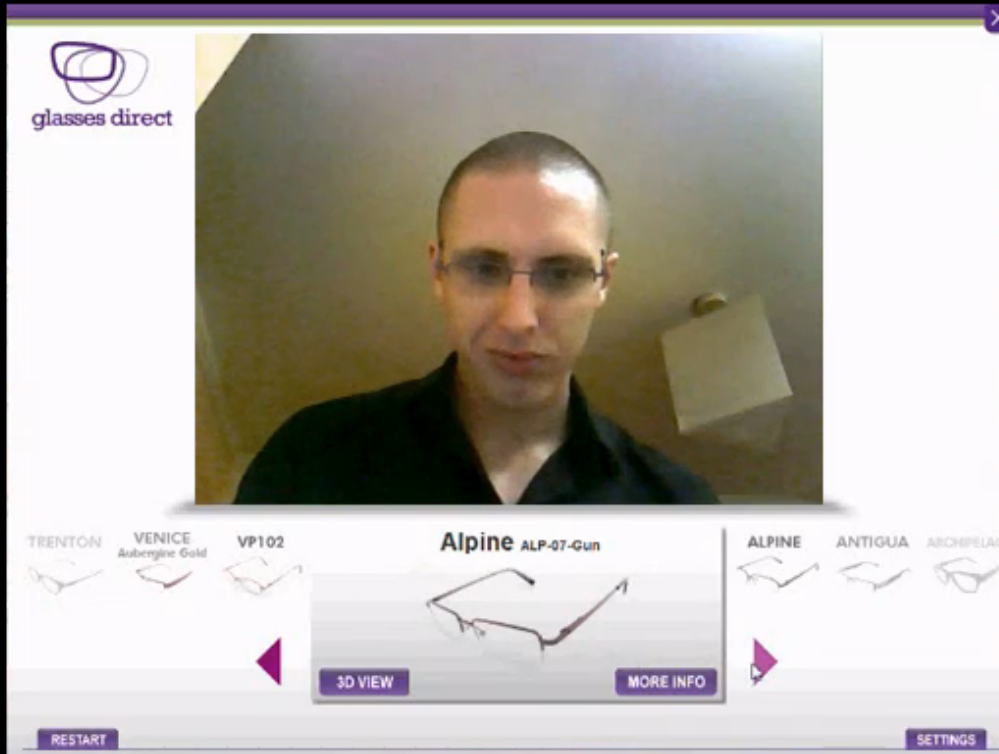 glasses direct
TRENTON
VENICE
Aubergine Gold
VP102
Alpine ALP-07-Gun
ALPINE
ANTIGUA
3D VIEW
MORE INFO
RESTART
SETTINGS